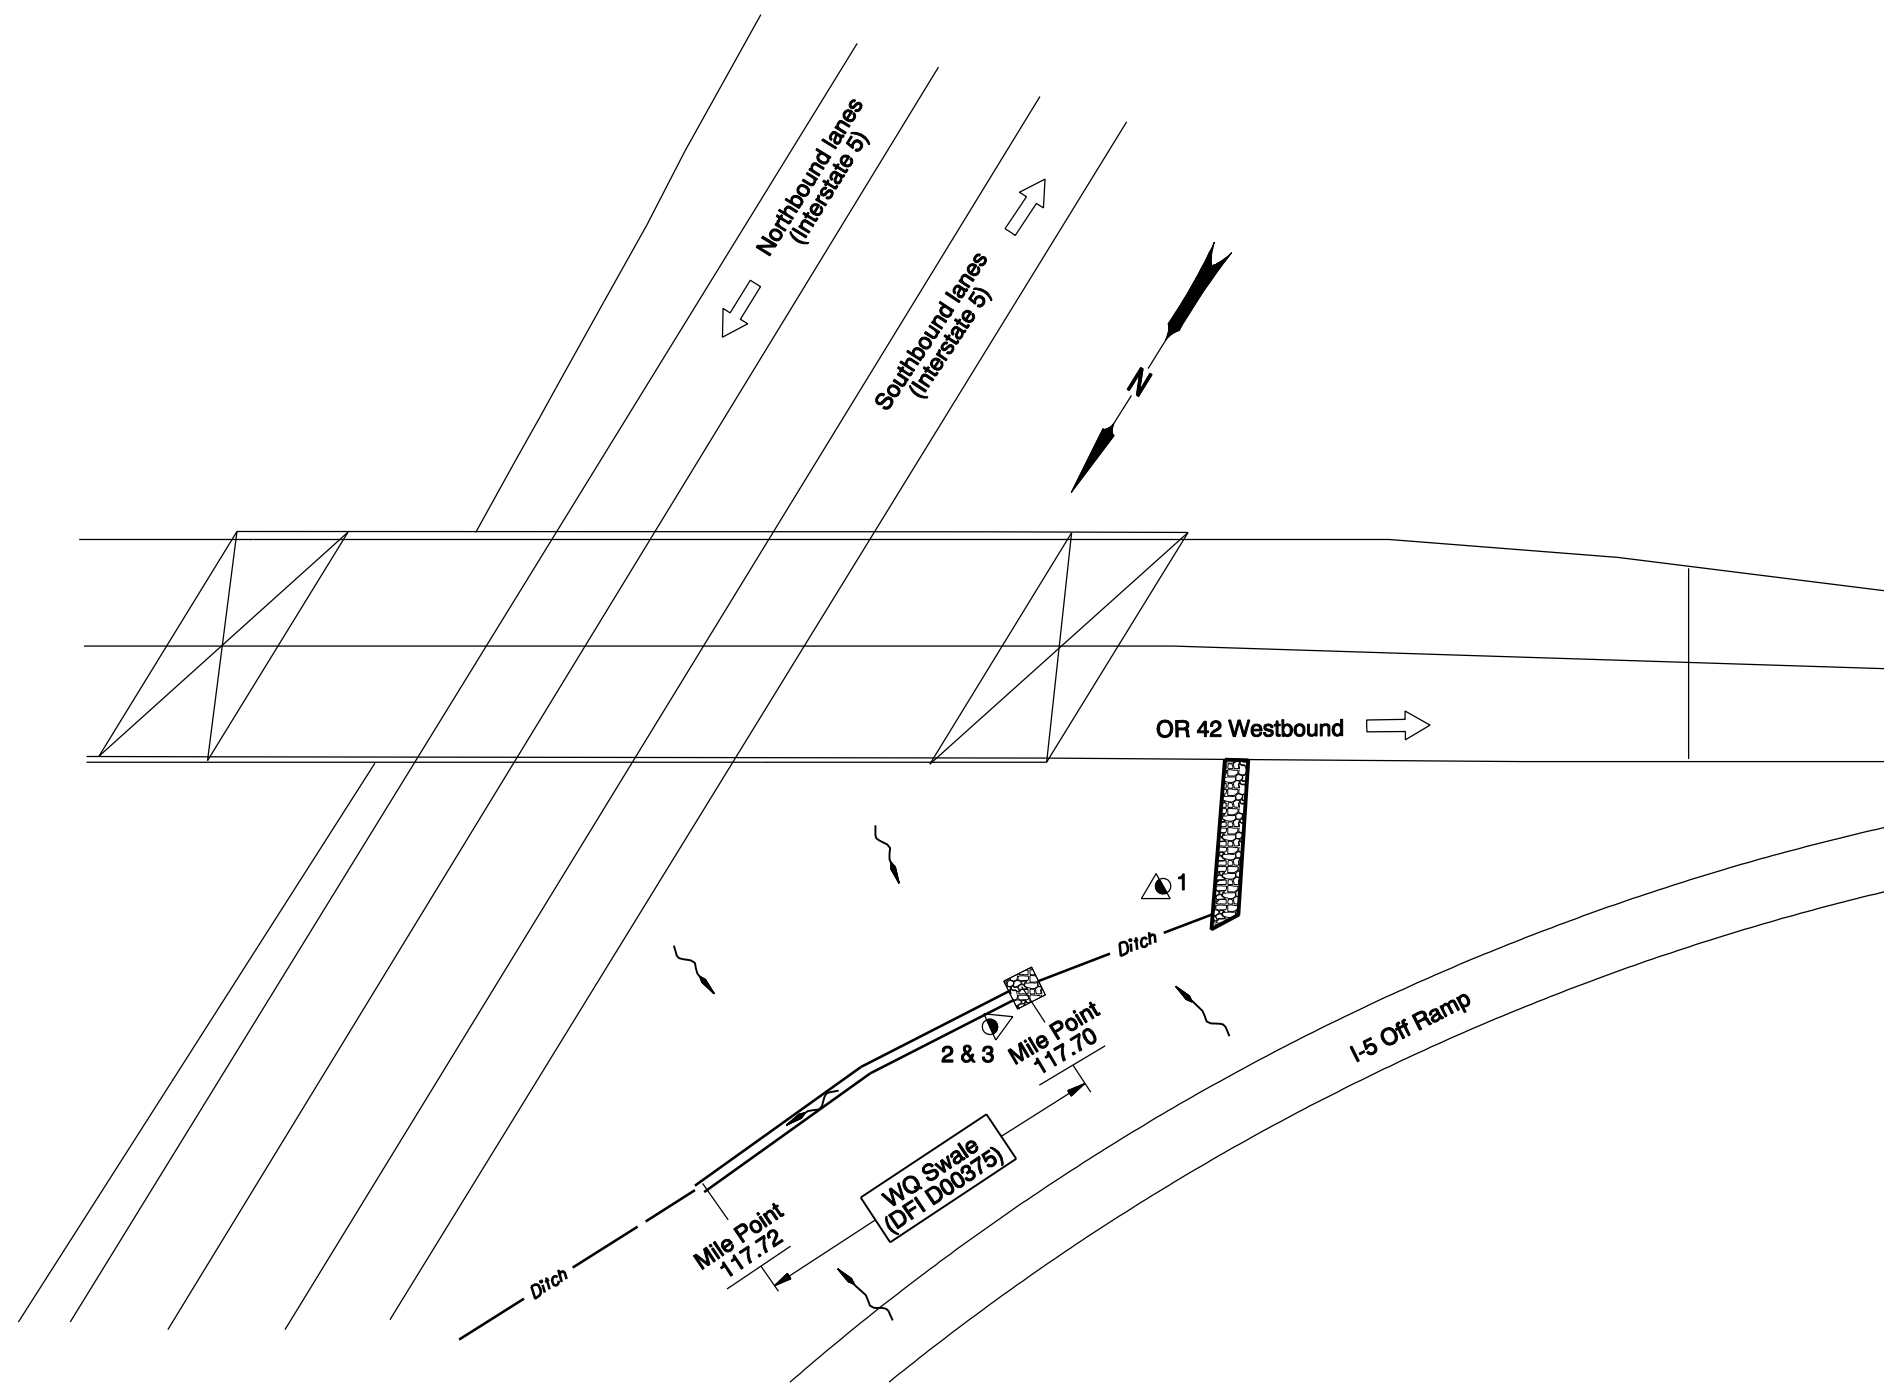 Northbound lanes
(Interstate 5)
Southbound lanes
(Interstate 5)
N
OR 42 Westbound
1
Ditch
2 & 3
Mile Point
117.70
I-5 Off Ramp
WQ Swale
(DFI D00375)
Mile Point
117.72
Ditch